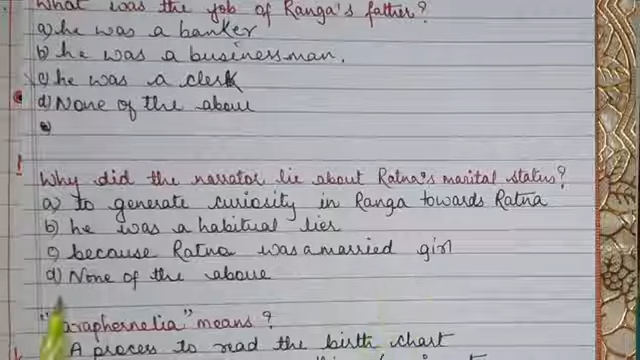 What was the job of Ranga's father?
a) he was a banker
b) he was a businessman.
c) he was a clerk
d) None of the above
e)
Why did the narrator lie about Ratna's marital status?
a) to generate curiosity in Ranga towards Ratna
b) he was a habitual lier
c) because Ratna was a married girl
d) None of the above
araphernelia" means?
A process to read the birth chart